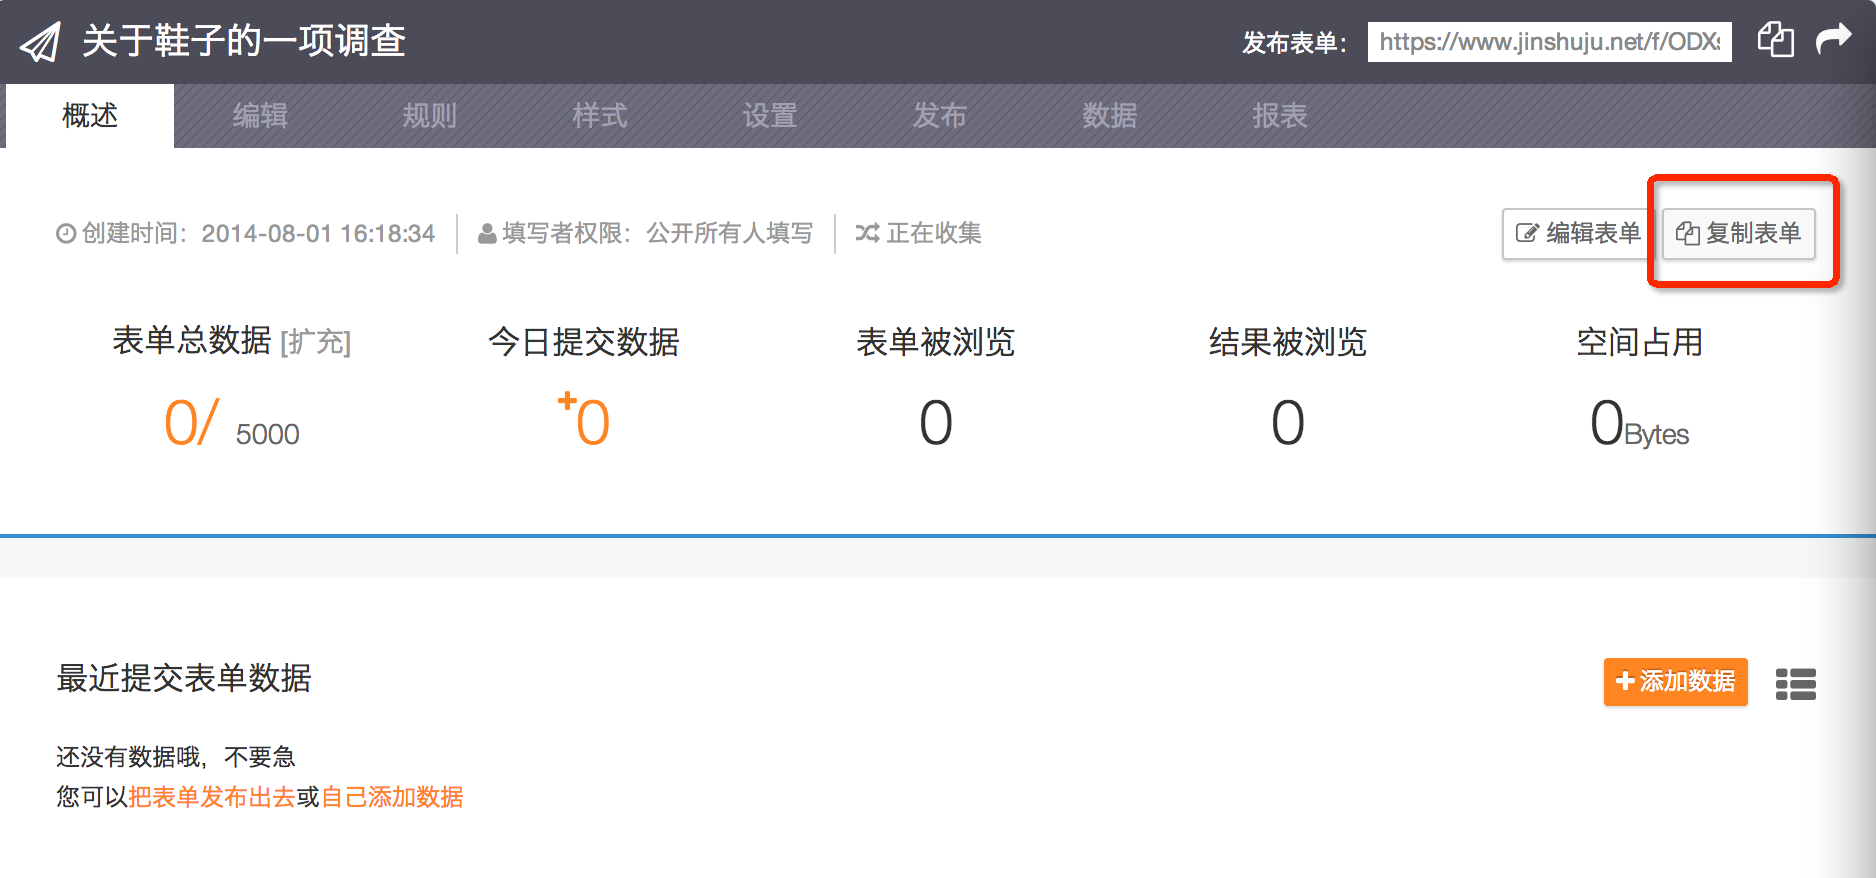 关于鞋子的一项调查
发布表单： https://www.jinshuju.net/f/ODX
概述 编辑 规则 样式 设置 发布 数据 报表
创建时间：2014-08-01 16:18:34 填写者权限：公开所有人填写 正在收集 编辑表单 复制表单
表单总数据 [扩充] 今日提交数据 表单被浏览 结果被浏览 空间占用
0/ 5000 +0 0 0 0Bytes
最近提交表单数据 +添加数据
还没有数据哦，不要急
您可以把表单发布出去或自己添加数据